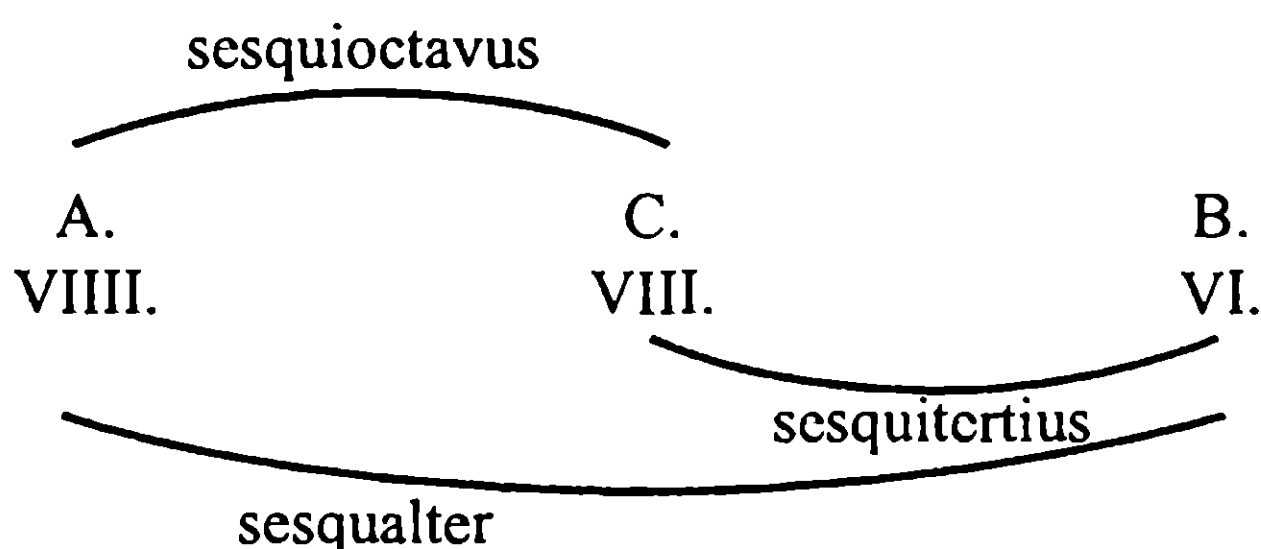 sesquioctavus
A. C. B.
VIIII. VIII. VI.
sesquitertius
sesqualter